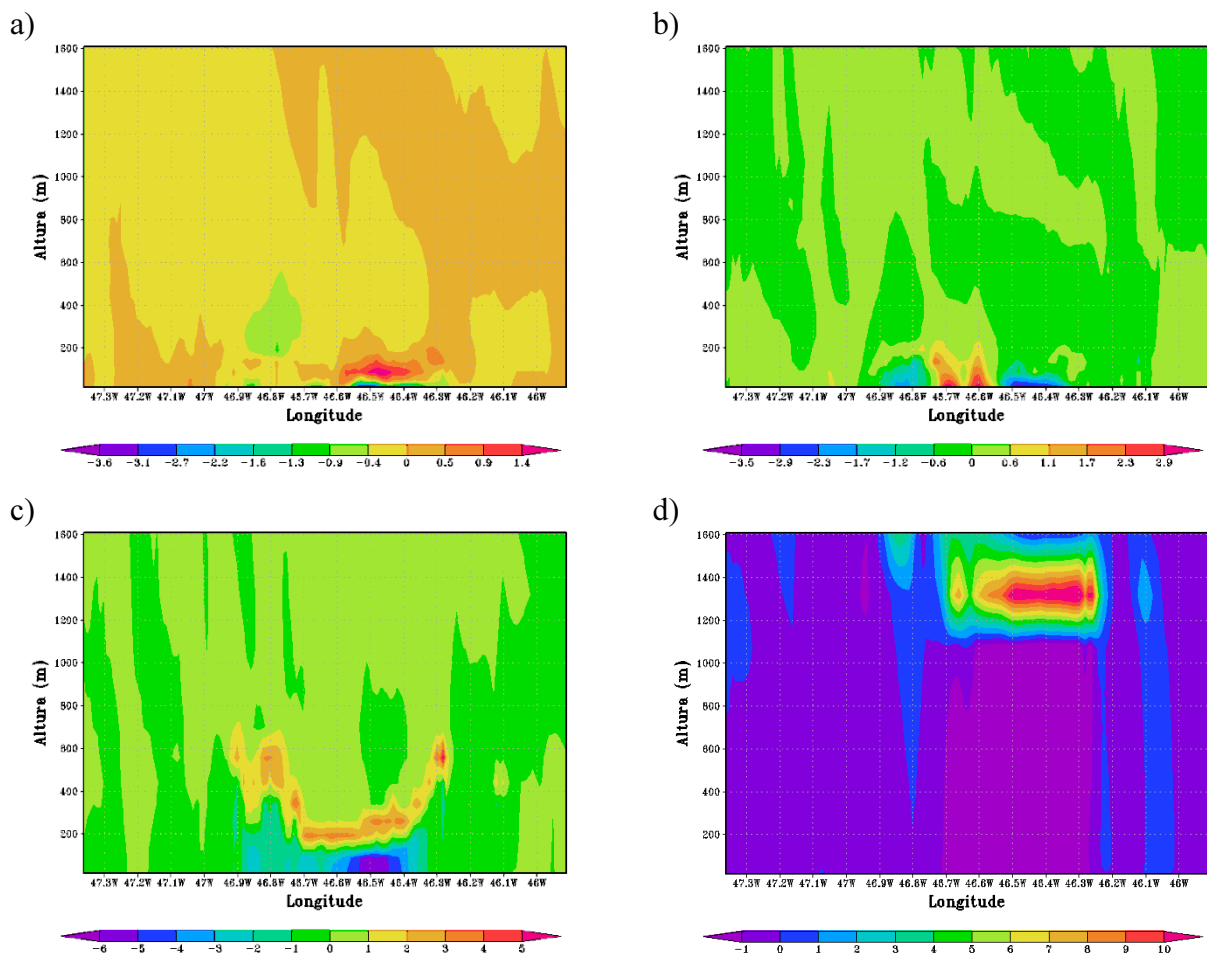 a)
1600
1400
1200
1000
800
600
400
200
Altura (m)
47.3W 47.2W 47.1W 47W 46.9W 46.8W 46.7W 46.6W 46.5W 46.4W 46.3W 46.2W 46.1W 46W
Longitude
-3.6 -3.1 -2.7 -2.2 -1.8 -1.3 -0.9 -0.4 0 0.5 0.9 1.4
b)
1600
1400
1200
1000
800
600
400
200
Altura (m)
47.3W 47.2W 47.1W 47W 46.9W 46.8W 46.7W 46.6W 46.5W 46.4W 46.3W 46.2W 46.1W 46W
Longitude
-3.5 -2.9 -2.3 -1.7 -1.2 -0.6 0 0.6 1.1 1.7 2.3 2.9
c)
1600
1400
1200
1000
800
600
400
200
Altura (m)
47.3W 47.2W 47.1W 47W 46.9W 46.8W 46.7W 46.6W 46.5W 46.4W 46.3W 46.2W 46.1W 46W
Longitude
-6 -5 -4 -3 -2 -1 0 1 2 3 4 5
d)
1600
1400
1200
1000
800
600
400
200
Altura (m)
47.3W 47.2W 47.1W 47W 46.9W 46.8W 46.7W 46.6W 46.5W 46.4W 46.3W 46.2W 46.1W 46W
Longitude
-1 0 1 2 3 4 5 6 7 8 9 10